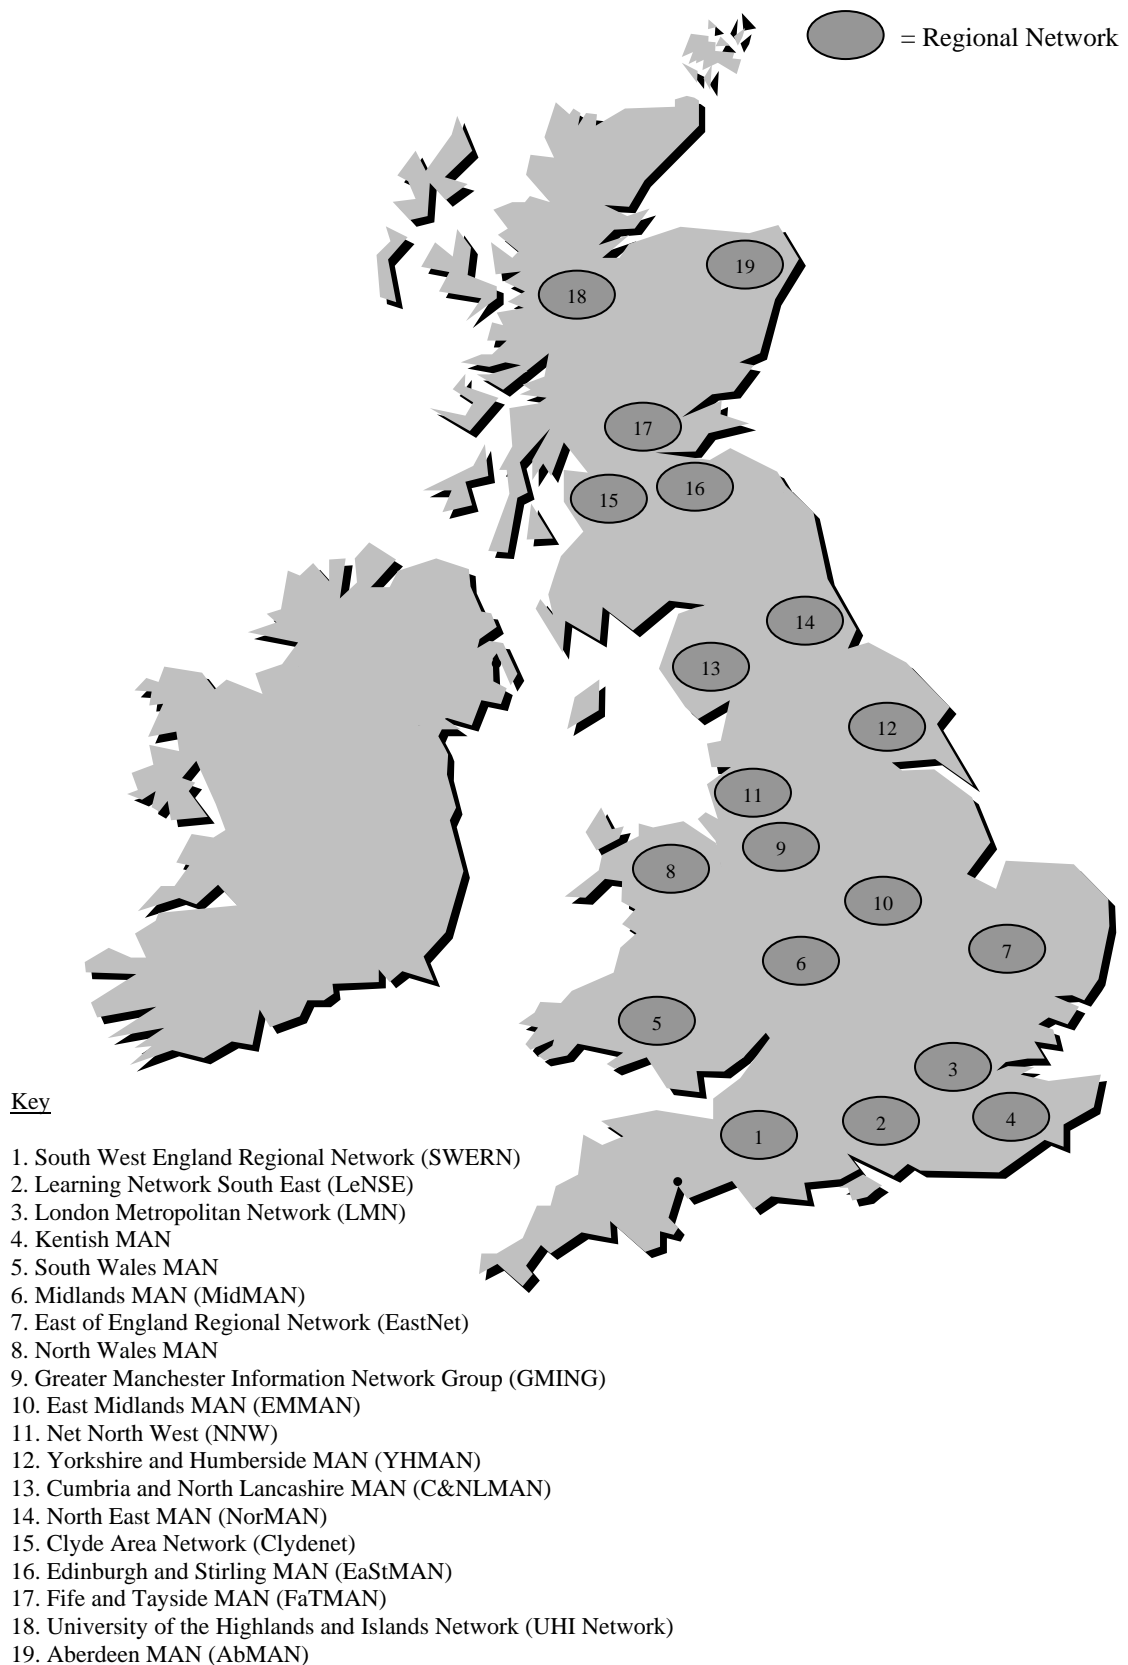 = Regional Network
19
18
17
16
15
14
13
12
11
9
8
10
7
6
5
3
4
2
1
Key
1. South West England Regional Network (SWERN)
2. Learning Network South East (LeNSE)
3. London Metropolitan Network (LMN)
4. Kentish MAN
5. South Wales MAN
6. Midlands MAN (MidMAN)
7. East of England Regional Network (EastNet)
8. North Wales MAN
9. Greater Manchester Information Network Group (GMING)
10. East Midlands MAN (EMMAN)
11. Net North West (NNW)
12. Yorkshire and Humberside MAN (YHMAN)
13. Cumbria and North Lancashire MAN (C&NLMAN)
14. North East MAN (NorMAN)
15. Clyde Area Network (Clydenet)
16. Edinburgh and Stirling MAN (EaStMAN)
17. Fife and Tayside MAN (FaTMAN)
18. University of the Highlands and Islands Network (UHI Network)
19. Aberdeen MAN (AbMAN)